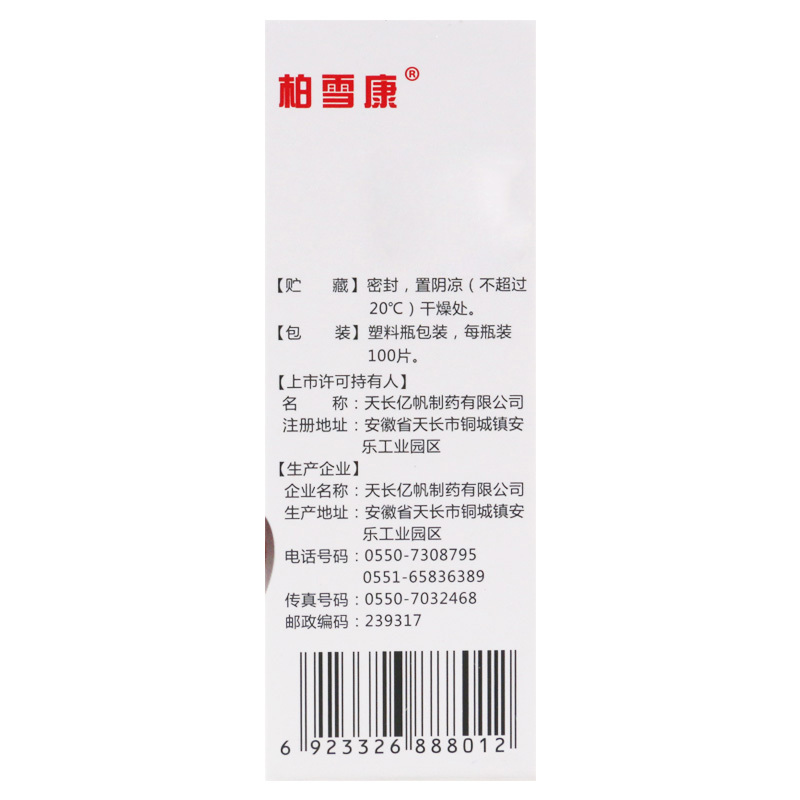 柏雪康®
【贮 藏】密封，置阴凉（不超过
20℃）干燥处。
【包 装】塑料瓶包装，每瓶装
100片。
【上市许可持有人】
名 称：天长亿帆制药有限公司
注册地址：安徽省天长市铜城镇安
乐工业园区
【生产企业】
企业名称：天长亿帆制药有限公司
生产地址：安徽省天长市铜城镇安
乐工业园区
电话号码：0550-7308795
0551-65836389
传真号码：0550-7032468
邮政编码：239317
6 923326 888012